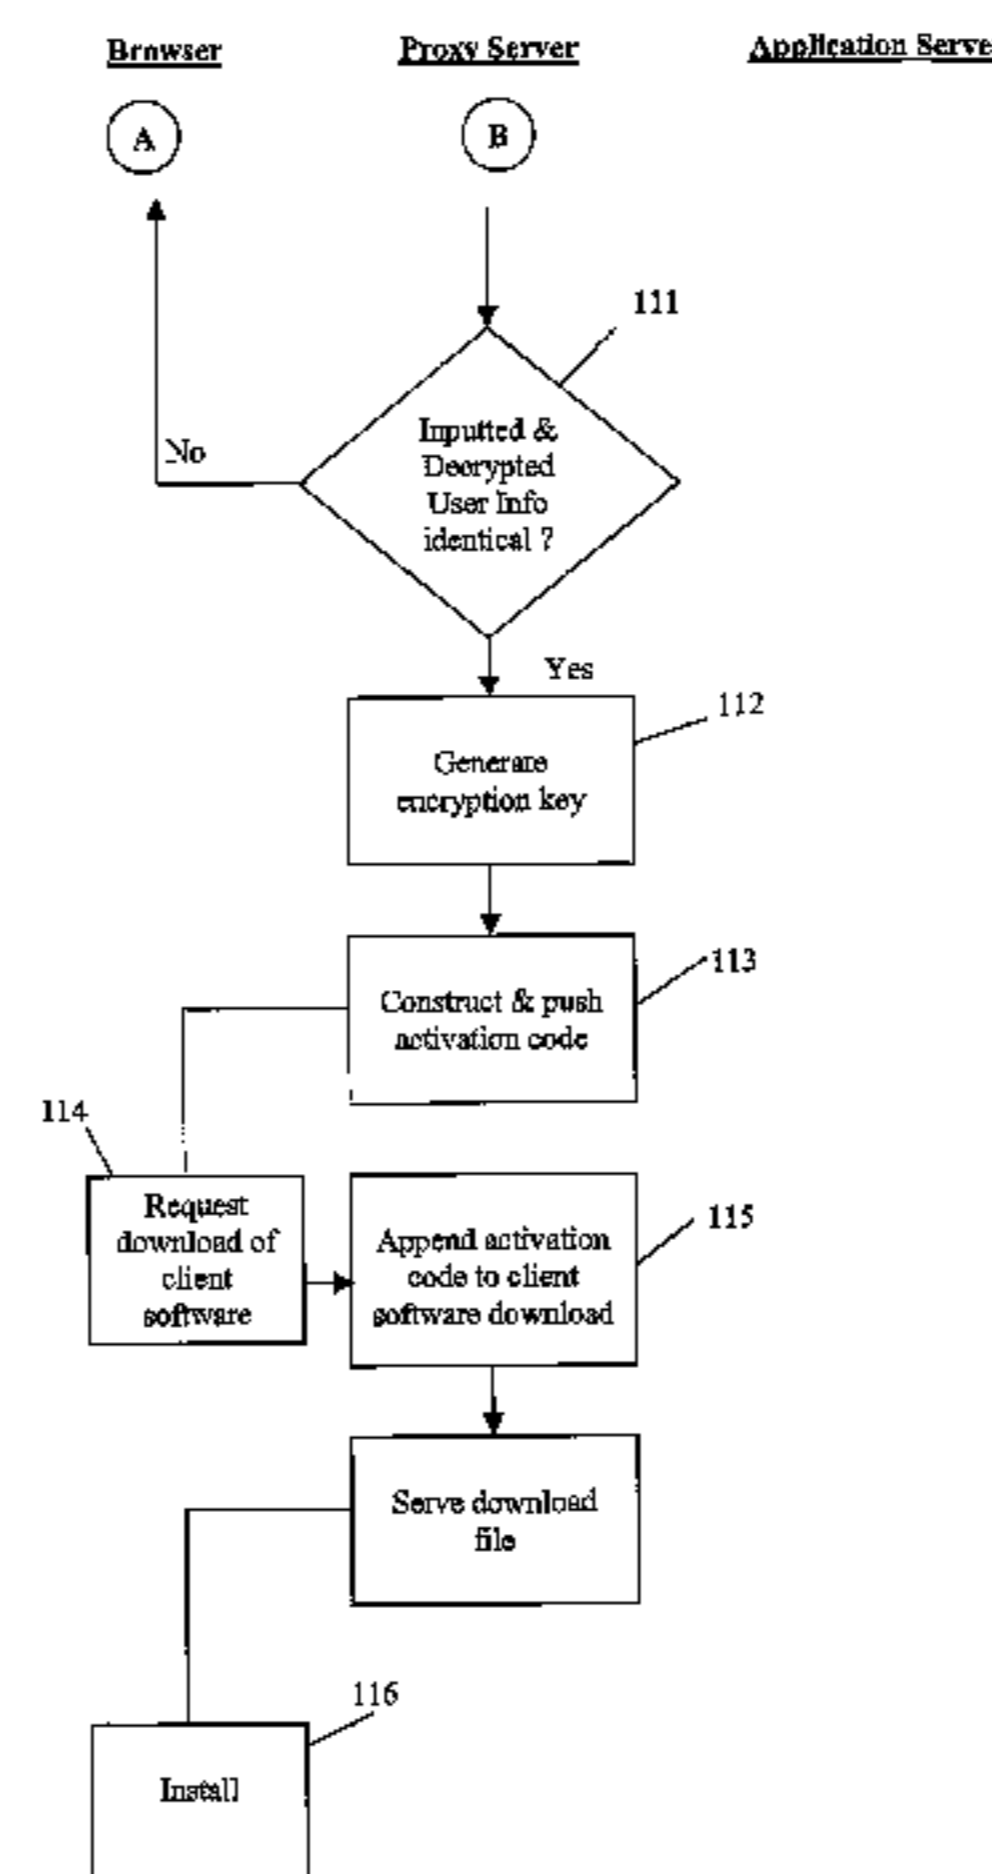 Browser Proxy Server Application Serve
A B
111
Inputted &
Decrypted
User Info
identical ?
No
Yes
112
Generate
encryption key
113
Construct & push
activation code
114
Request
download of
client
software
115
Append activation
code to client
software download
Serve download
file
116
Install